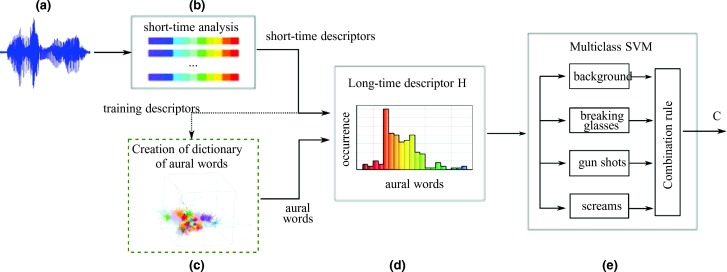 (a)
(b)
short-time analysis
...
short-time descriptors
training descriptors
Creation of dictionary
of aural words
(c)
aural
words
Long-time descriptor H
occurrence
aural words
(d)
Multiclass SVM
background
breaking
glasses
gun shots
screams
Combination rule
C
(e)